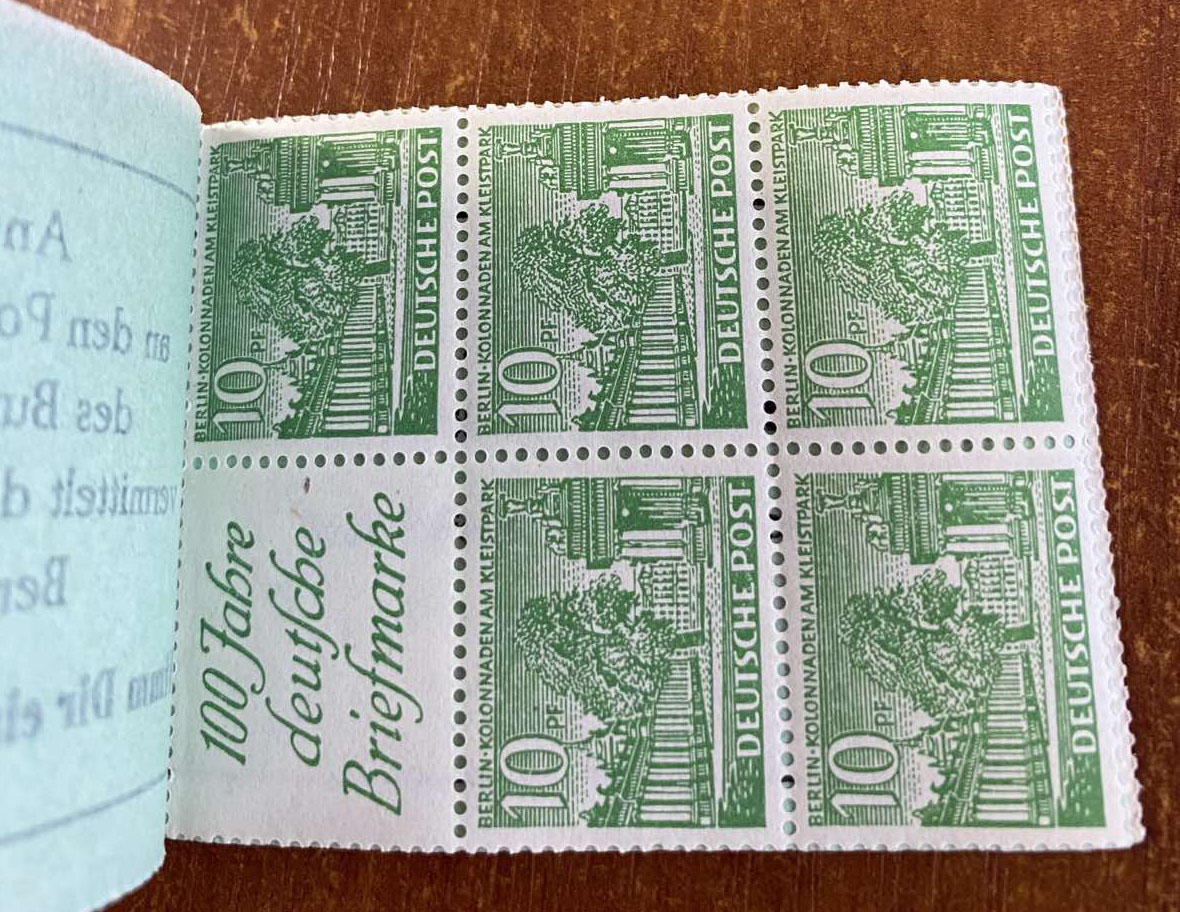 An
an den Po
des Bu
vermittelt d
Ber
Dir ei
BERLIN·KOLONNADEN AM KLEISTPARK
10 PF
DEUTSCHE POST
BERLIN·KOLONNADEN AM KLEISTPARK
10 PF
DEUTSCHE POST
BERLIN·KOLONNADEN AM KLEISTPARK
10 PF
DEUTSCHE POST
100 Jahre
deutſche
Briefmarke
BERLIN·KOLONNADEN AM KLEISTPARK
10 PF
DEUTSCHE POST
BERLIN·KOLONNADEN AM KLEISTPARK
10 PF
DEUTSCHE POST